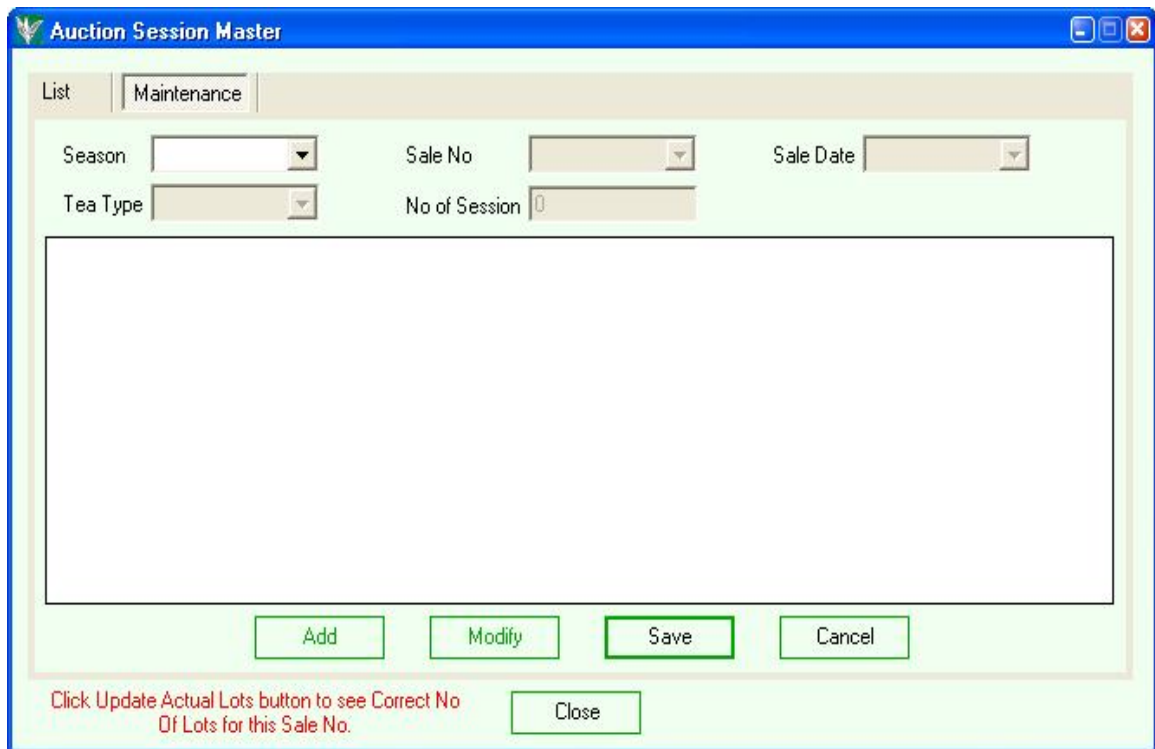 Auction Session Master
List Maintenance
Season Sale No Sale Date
Tea Type No of Session 0
Add Modify Save Cancel
Click Update Actual Lots button to see Correct No
Of Lots for this Sale No.
Close